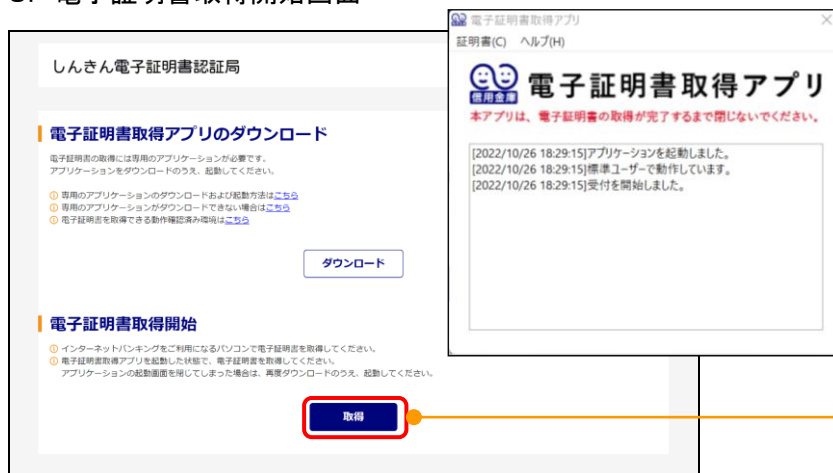 電子証明書取得開始画面
しんきん電子証明書認証局
電子証明書取得アプリのダウンロード
電子証明書の取得には専用のアプリケーションが必要です。
アプリケーションをダウンロードのうえ、起動してください。
専用のアプリケーションのダウンロードおよび起動方法はこちら
専用のアプリケーションがダウンロードできない場合はこちら
電子証明書を取得できる動作確認済み環境はこちら
ダウンロード
電子証明書取得開始
インターネットバンキングをご利用になるパソコンで電子証明書を取得してください。
電子証明書取得アプリを起動した状態で、電子証明書を取得してください。
アプリケーションの起動画面を閉じてしまった場合は、再度ダウンロードのうえ、起動してください。
取得
電子証明書取得アプリ
証明書(C) ヘルプ(H)
信用金庫
電子証明書取得アプリ
本アプリは、電子証明書の取得が完了するまで閉じないでください。
[2022/10/26 18:29:15]アプリケーションを起動しました。
[2022/10/26 18:29:15]標準ユーザーで動作しています。
[2022/10/26 18:29:15]受付を開始しました。